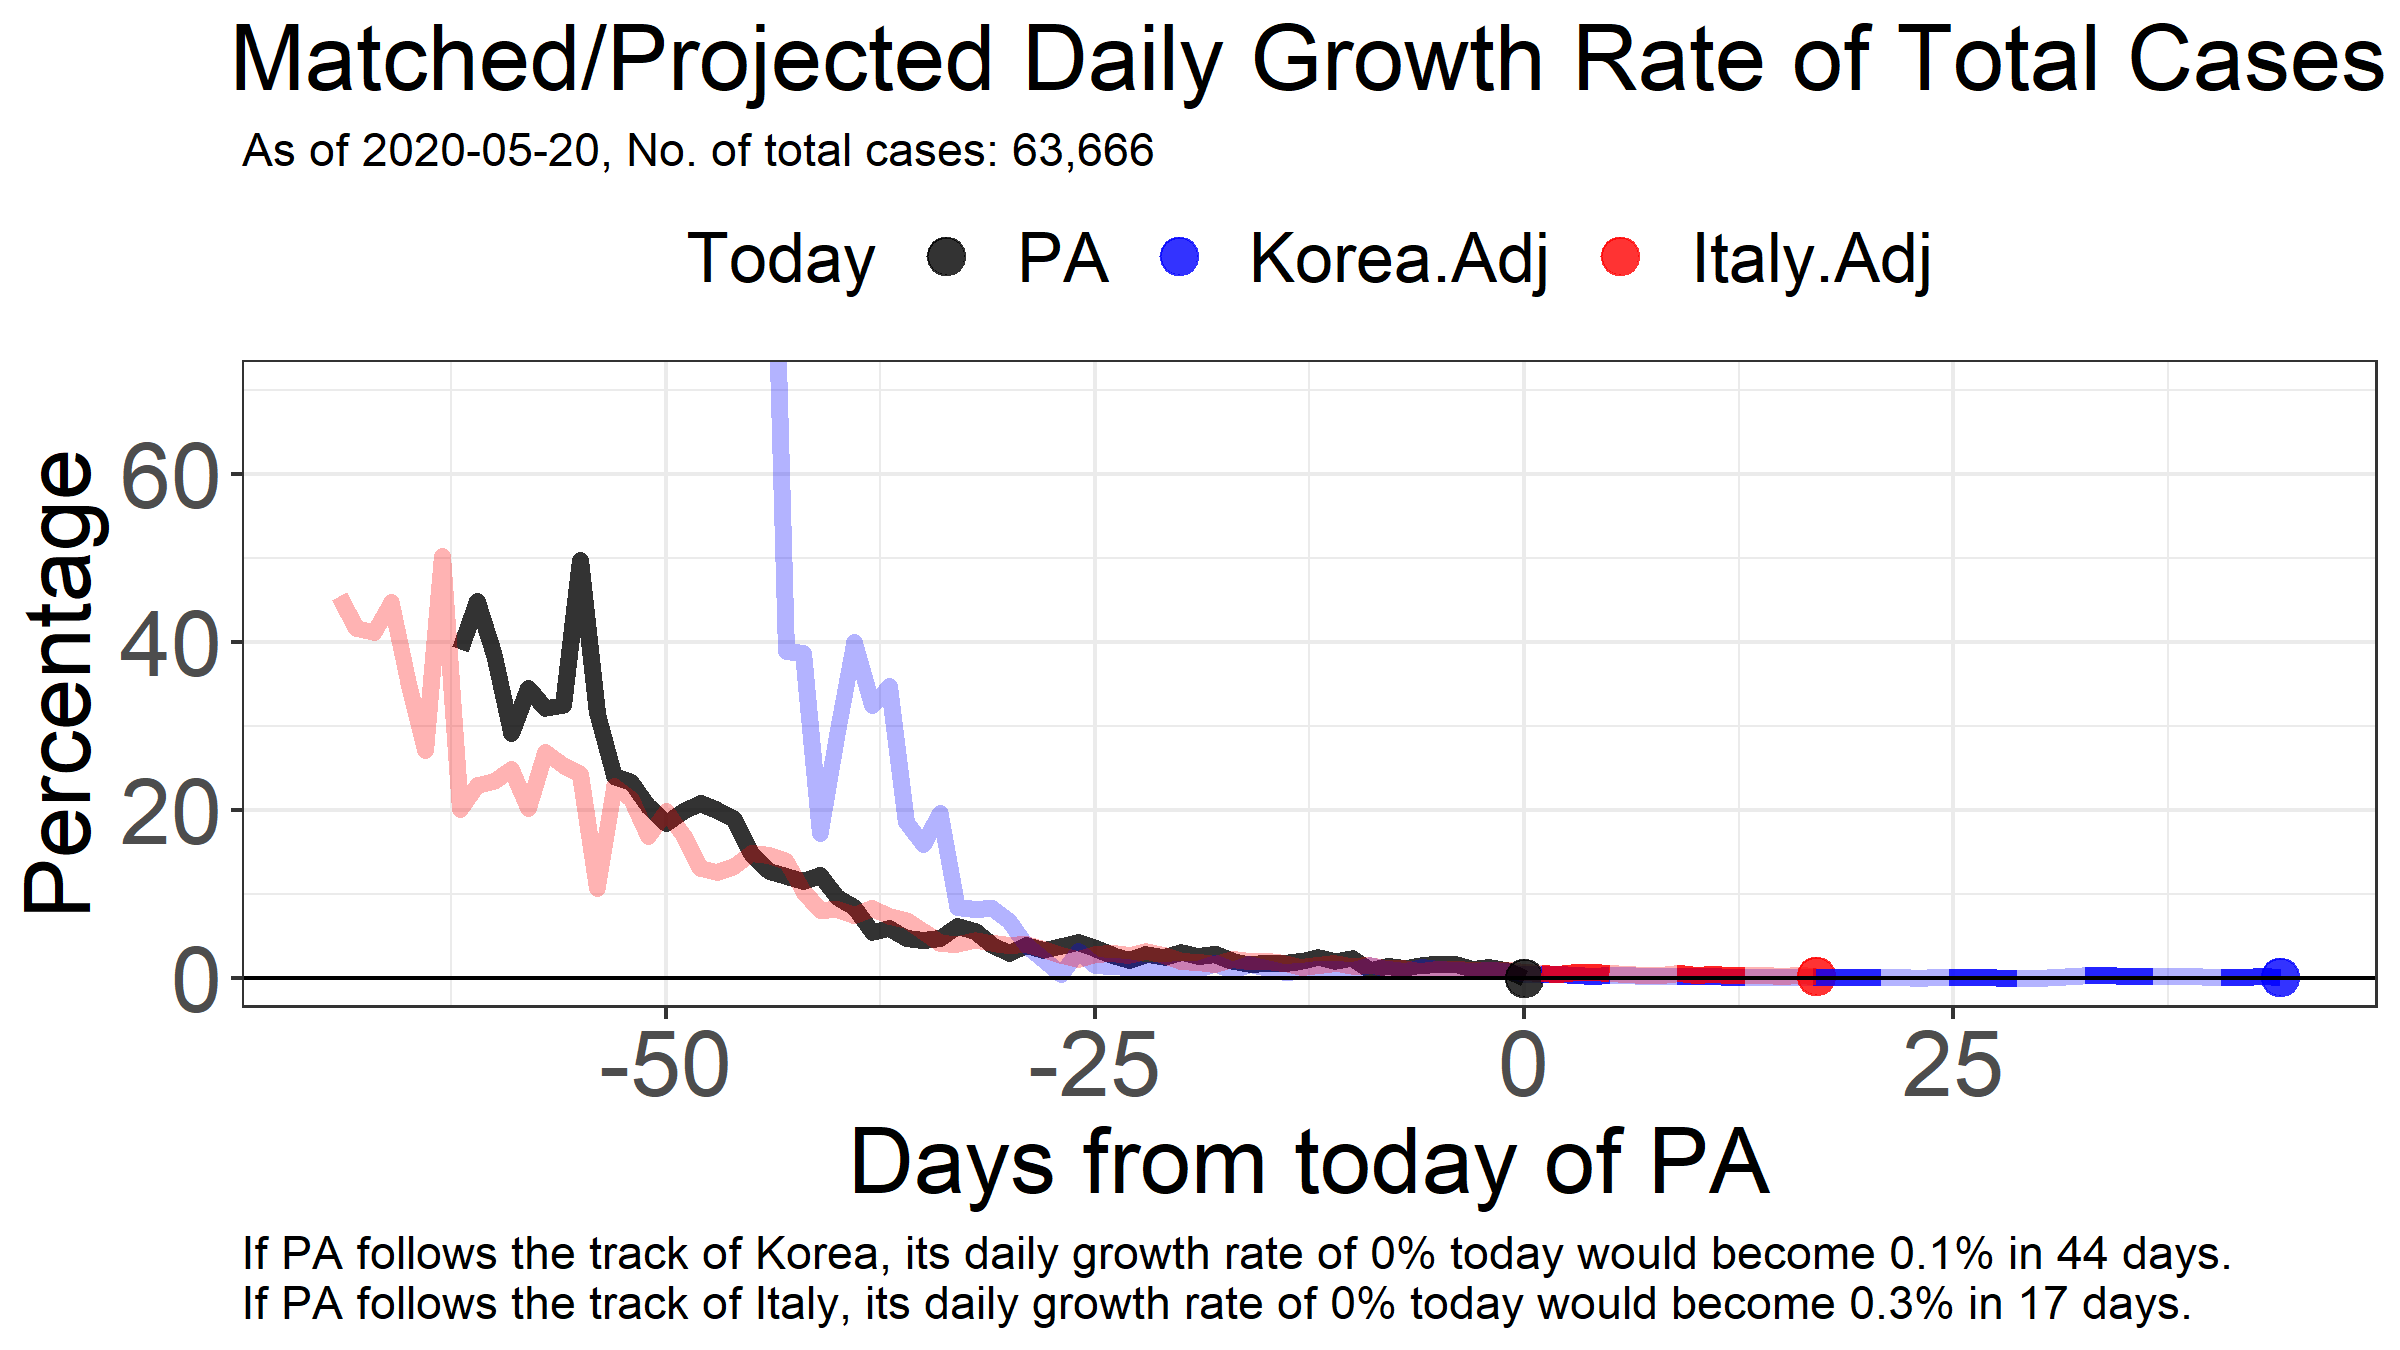 Matched/Projected Daily Growth Rate of Total Cases
As of 2020-05-20, No. of total cases: 63,666
Today PA Korea.Adj Italy.Adj
Percentage
60
40
20
0
-50 -25 0 25
Days from today of PA
If PA follows the track of Korea, its daily growth rate of 0% today would become 0.1% in 44 days.
If PA follows the track of Italy, its daily growth rate of 0% today would become 0.3% in 17 days.